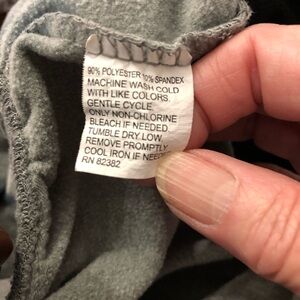 90% POLYESTER 10% SPANDEX
MACHINE WASH COLD
WITH LIKE COLORS.
GENTLE CYCLE
ONLY NON-CHLORINE
BLEACH IF NEEDED
TUMBLE DRY. LOW
REMOVE PROMPTLY
COOL IRON IF NEED
RN 82382